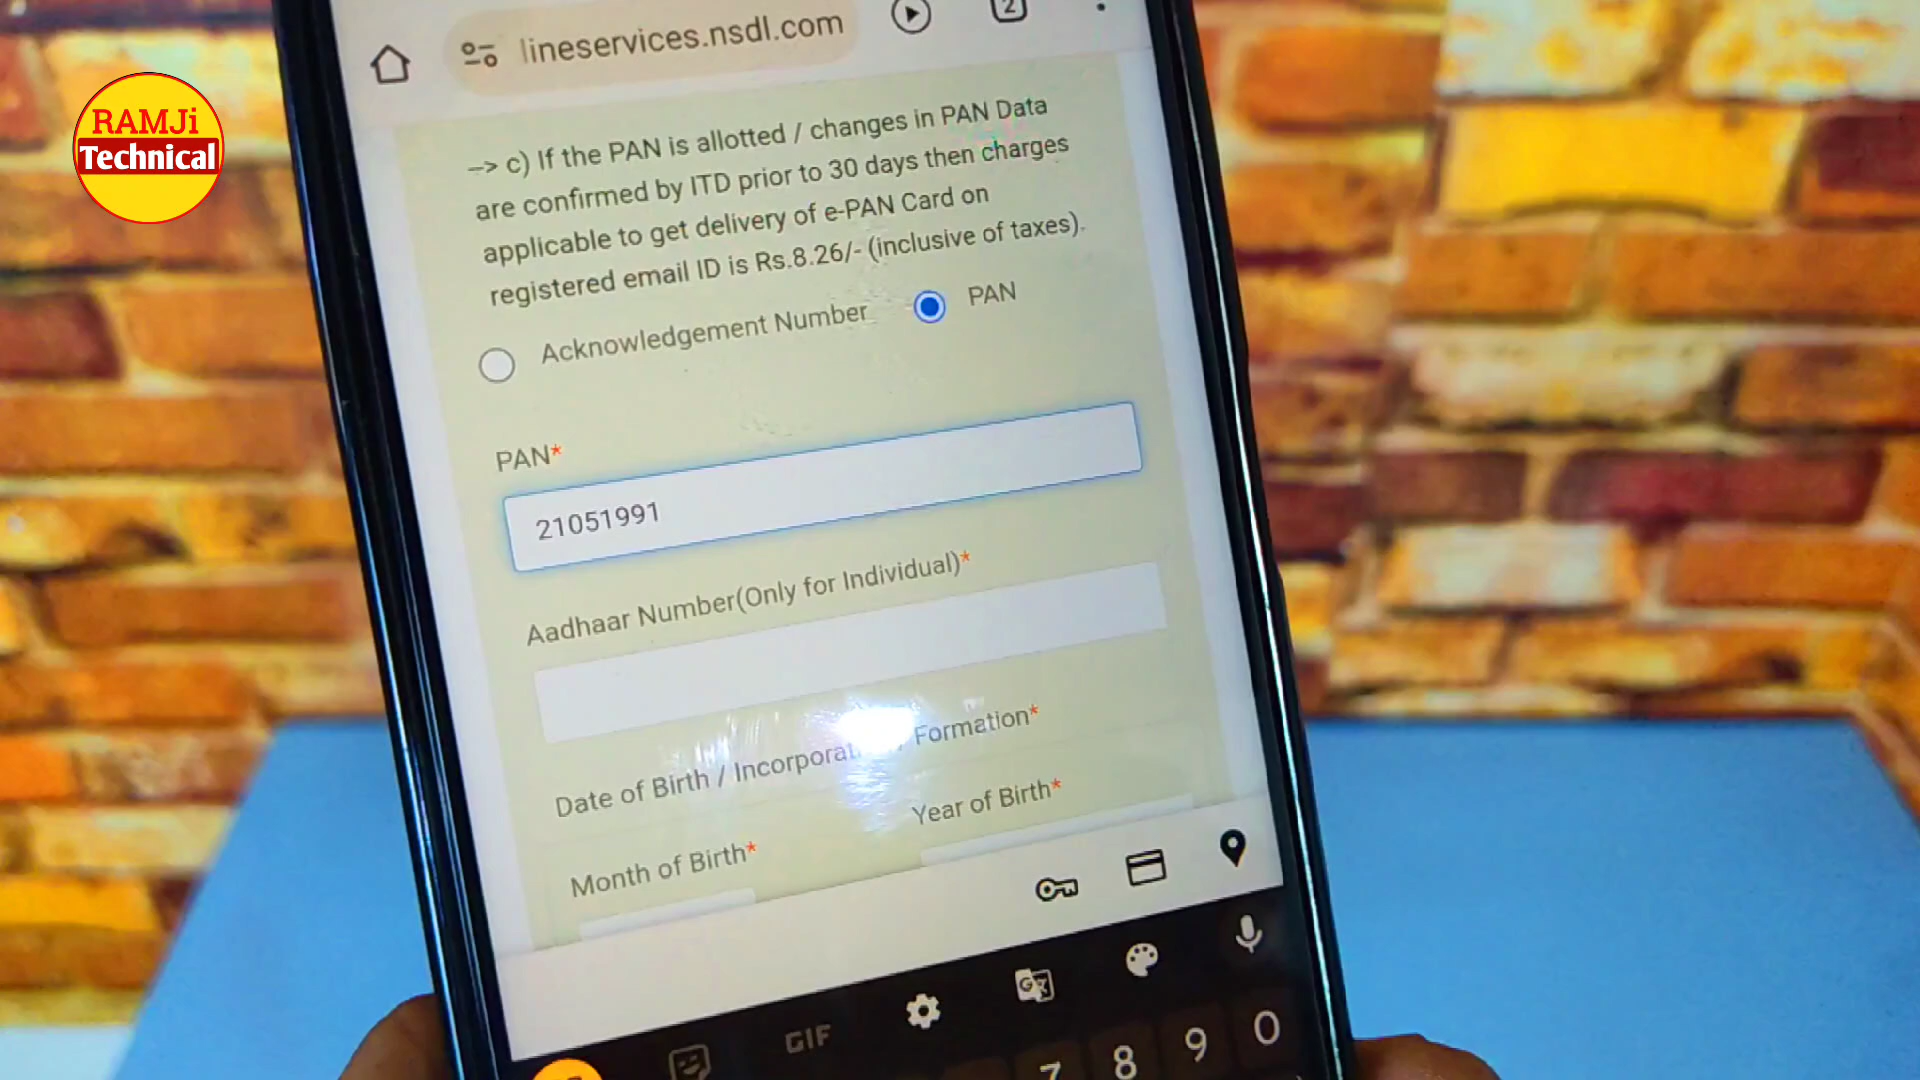 RAMJi
Technical
lineservices.nsdl.com
2
--> c) If the PAN is allotted / changes in PAN Data
are confirmed by ITD prior to 30 days then charges
applicable to get delivery of e-PAN Card on
registered email ID is Rs.8.26/- (inclusive of taxes).
Acknowledgement Number
PAN
PAN*
21051991
Aadhaar Number(Only for Individual)*
Date of Birth / Formation*
Month of Birth*
Year of Birth*
GIF
7 8 9 0